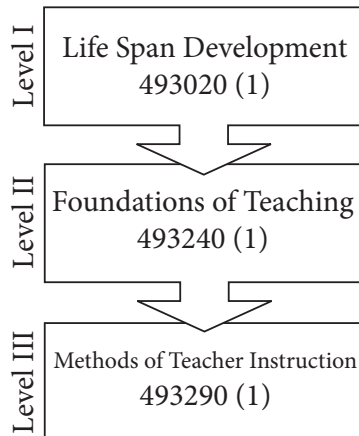 Level I
Life Span Development
493020 (1)
Level II
Foundations of Teaching
493240 (1)
Level III
Methods of Teacher Instruction
493290 (1)